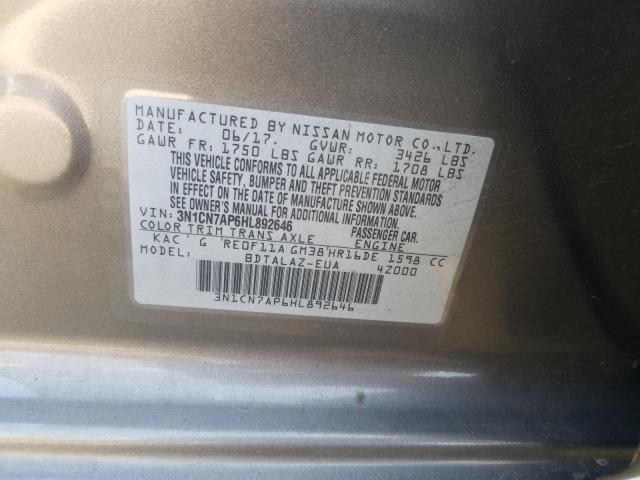 MANUFACTURED BY NISSAN MOTOR CO., LTD.
DATE: 06/17. GVWR: 3426 LBS
GAWR FR: 1750 LBS GAWR RR: 1708 LBS
THIS VEHICLE CONFORMS TO ALL APPLICABLE FEDERAL MOTOR
VEHICLE SAFETY, BUMPER AND THEFT PREVENTION STANDARDS
IN EFFECT ON THE DATE OF MANUFACTURE SHOWN ABOVE.
SEE OWNER'S MANUAL FOR ADDITIONAL INFORMATION.
VIN: 3N1CN7AP6HL892646 PASSENGER CAR.
COLOR TRIM TRANS AXLE ENGINE
KAC G RE0F11A GM38 HR16DE 1598 CC
MODEL: BDTALAZ-EUA 4Z000
3N1CN7AP6HL892646